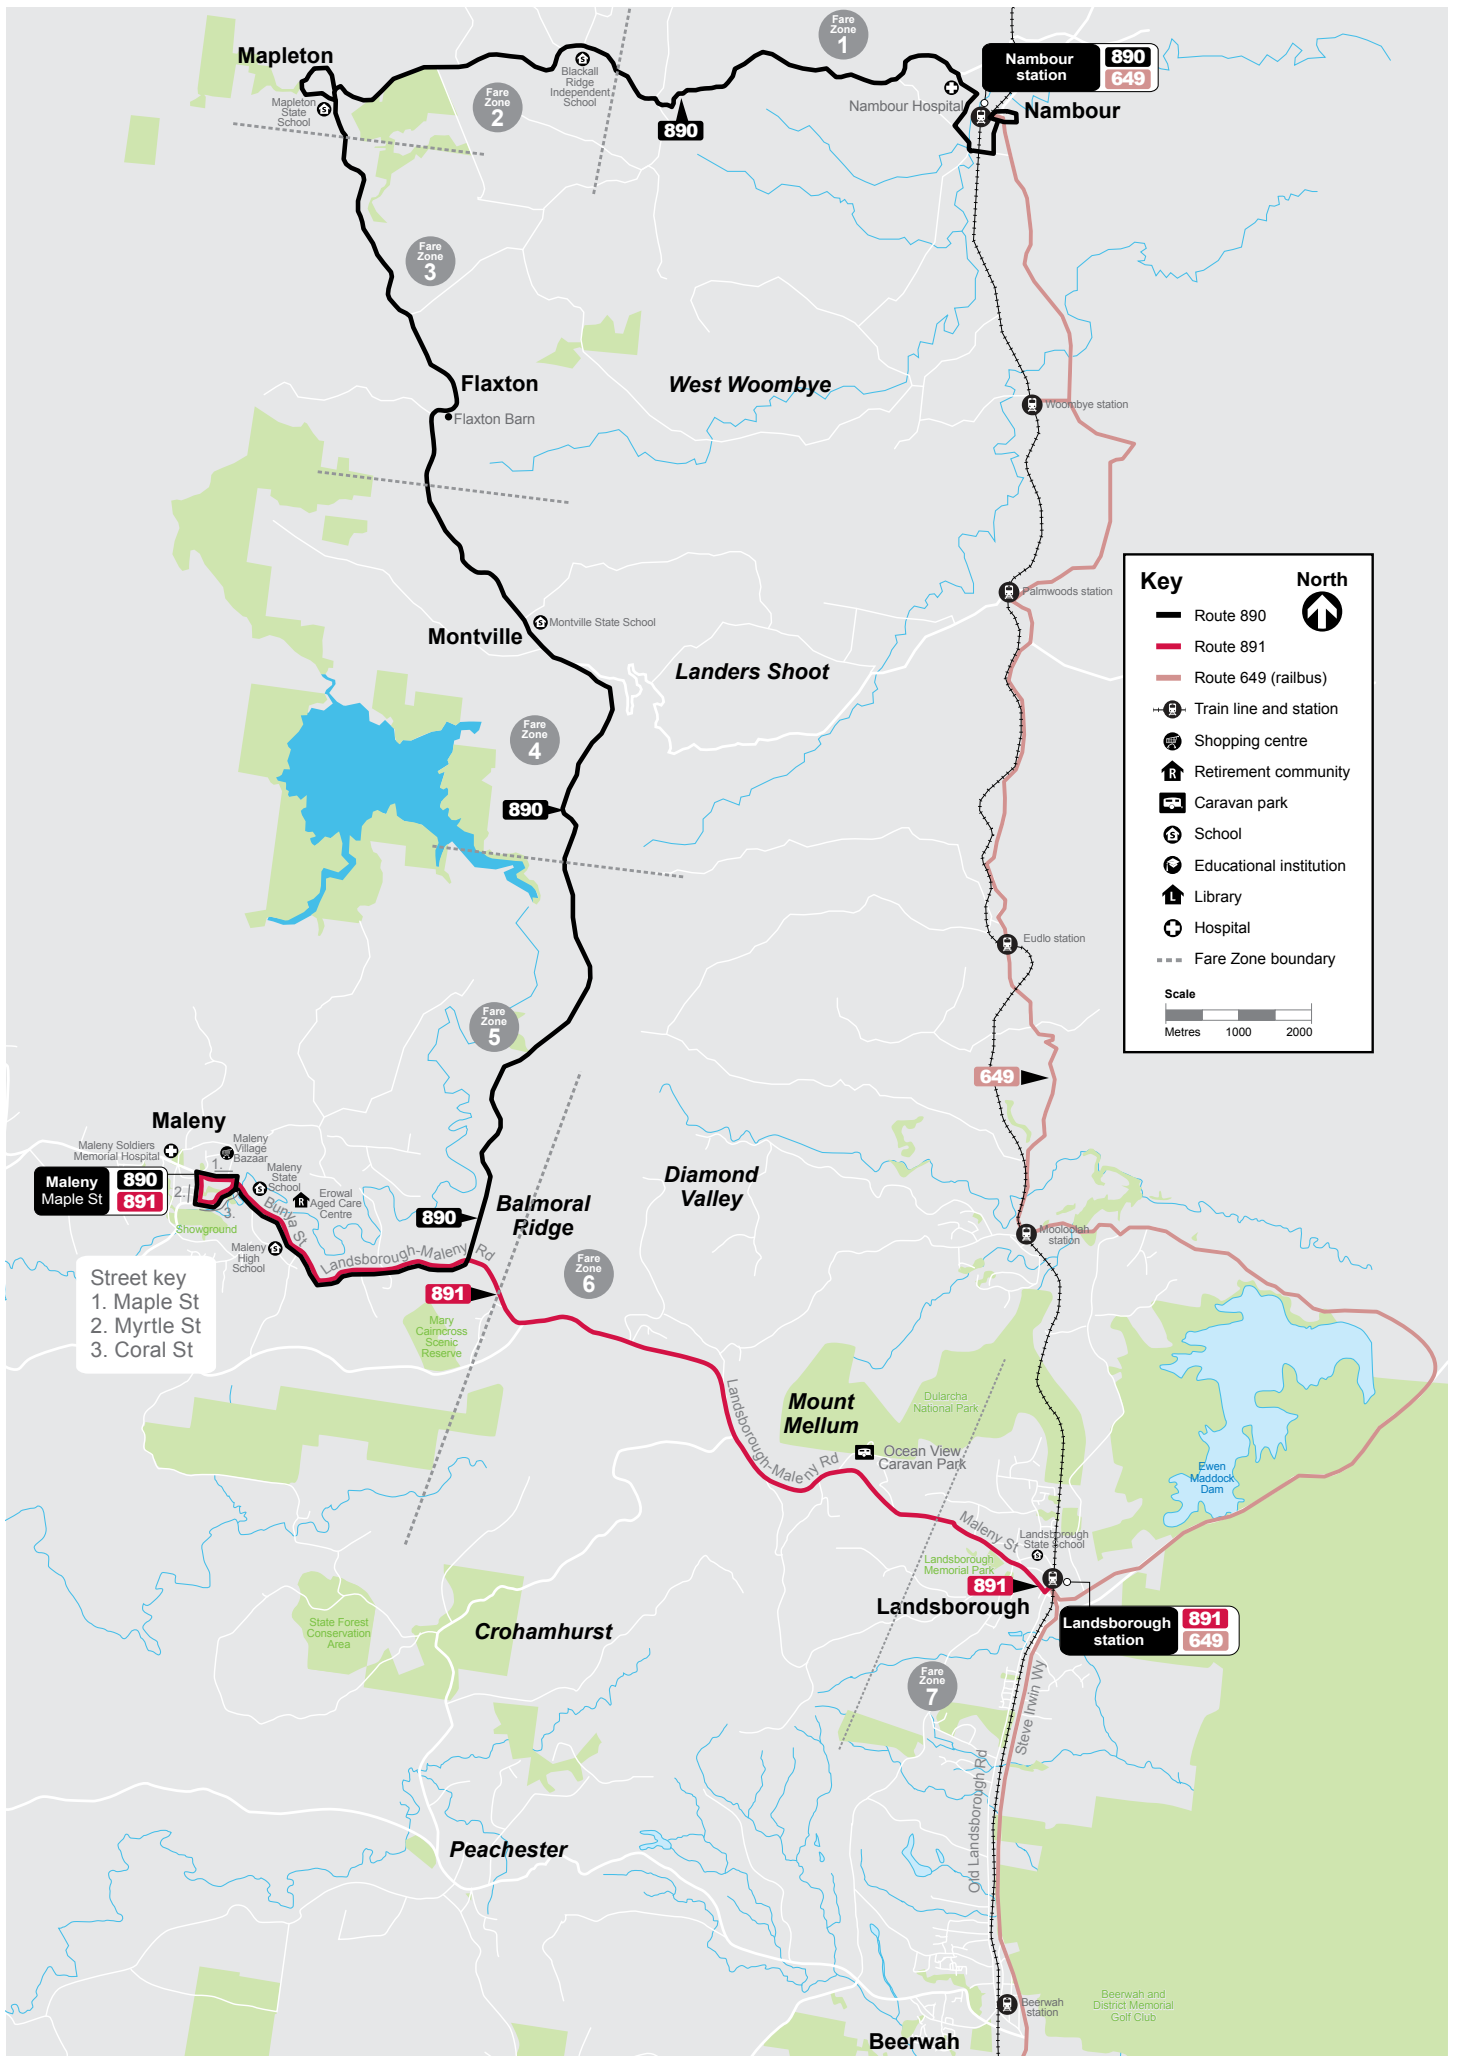 Fare
Zone
1
Mapleton
Nambour
station
890
649
Blackall
Ridge
Independent
School
Fare
Zone
2
Mapleton
State
School
Nambour Hospital
Nambour
890
Fare
Zone
3
Flaxton
West Woombye
Woombye station
Flaxton Barn
Key
North
Route 890
Route 891
Route 649 (railbus)
Train line and station
Shopping centre
R
Retirement community
Caravan park
S
School
Educational institution
L
Library
Hospital
Fare Zone boundary
Scale
Metres
1000
2000
Palmwoods station
Montville State School
Montville
Landers Shoot
Fare
Zone
4
890
Eudlo station
Fare
Zone
5
649
Maleny
Maleny Soldiers
Memorial Hospital
Maleny
Village
Bazaar
1.
Maleny
State
School
Maleny
Maple St
890
891
2.
3.
Erowal
Aged Care
Centre
Showground
Bunya St
Maleny
High
School
Landsborough-Maleny Rd
Diamond
Valley
Balmoral
Ridge
890
Mooloolah
station
Fare
Zone
6
891
Street key
1. Maple St
2. Myrtle St
3. Coral St
Mary
Cairncross
Scenic
Reserve
Landsborough-Maleny Rd
Mount
Mellum
Dularcha
National Park
Ocean View
Caravan Park
Ewen
Maddock
Dam
Maleny St
Landsborough
State School
Landsborough
Memorial Park
891
Landsborough
Landsborough
station
891
649
State Forest
Conservation
Area
Crohamhurst
Fare
Zone
7
Steve Irwin Wy
Old Landsborough Rd
Peachester
Beerwah
station
Beerwah and
District Memorial
Golf Club
Beerwah